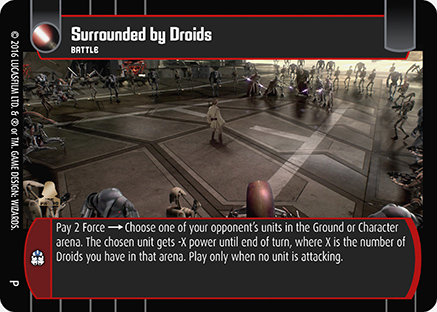 Surrounded by Droids
BATTLE
Pay 2 Force → Choose one of your opponent's units in the Ground or Character
arena. The chosen unit gets -X power until end of turn, where X is the number of
Droids you have in that arena. Play only when no unit is attacking.
© 2016 LUCASFILM LTD. & ® or TM. GAME DESIGN: WIZARDS.
P